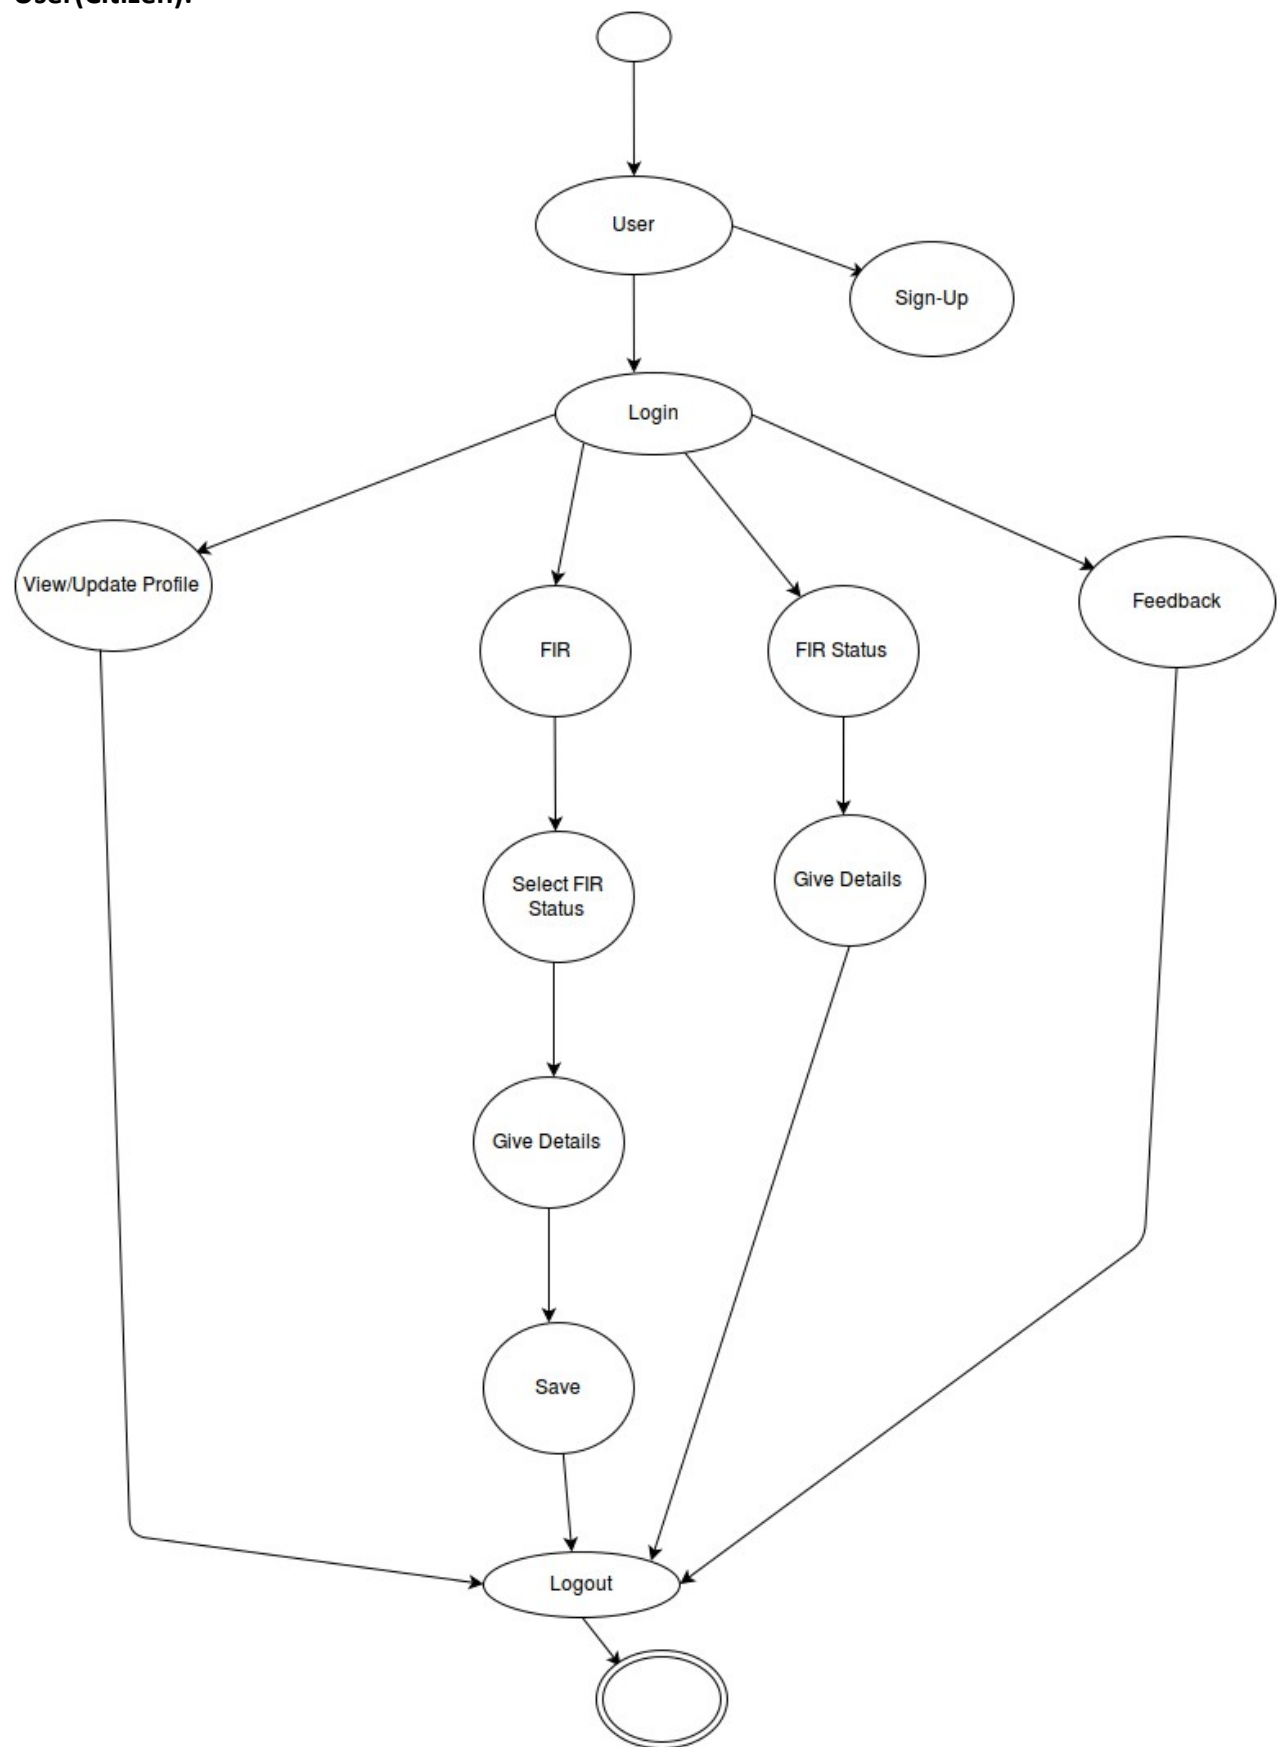 User(Citizen):
User
Sign-Up
Login
View/Update Profile
FIR
FIR Status
Feedback
Select FIR
Status
Give Details
Give Details
Save
Logout